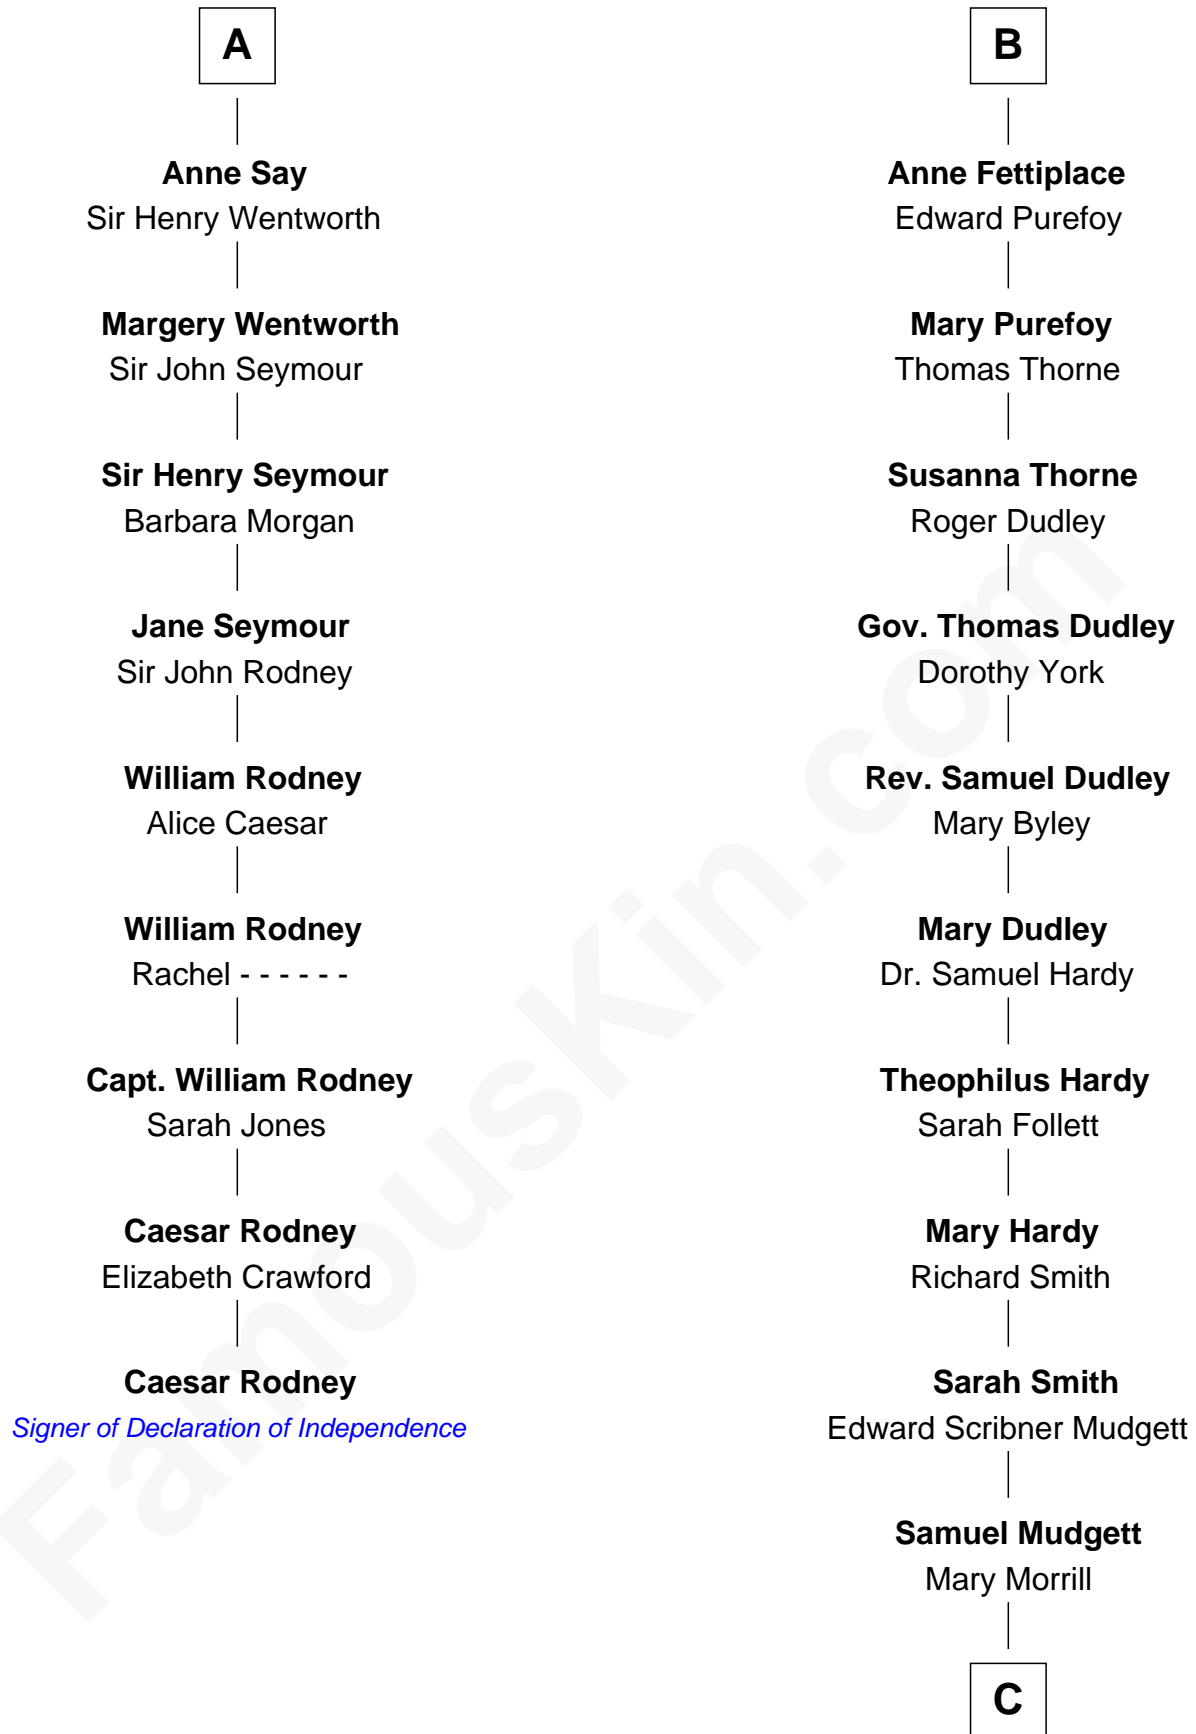 A
Anne Say
Sir Henry Wentworth
Margery Wentworth
Sir John Seymour
Sir Henry Seymour
Barbara Morgan
Jane Seymour
Sir John Rodney
William Rodney
Alice Caesar
William Rodney
Rachel - - - - - -
Capt. William Rodney
Sarah Jones
Caesar Rodney
Elizabeth Crawford
Caesar Rodney
Signer of Declaration of Independence
B
Anne Fettiplace
Edward Purefoy
Mary Purefoy
Thomas Thorne
Susanna Thorne
Roger Dudley
Gov. Thomas Dudley
Dorothy York
Rev. Samuel Dudley
Mary Byley
Mary Dudley
Dr. Samuel Hardy
Theophilus Hardy
Sarah Follett
Mary Hardy
Richard Smith
Sarah Smith
Edward Scribner Mudgett
Samuel Mudgett
Mary Morrill
C
FamousKin.com